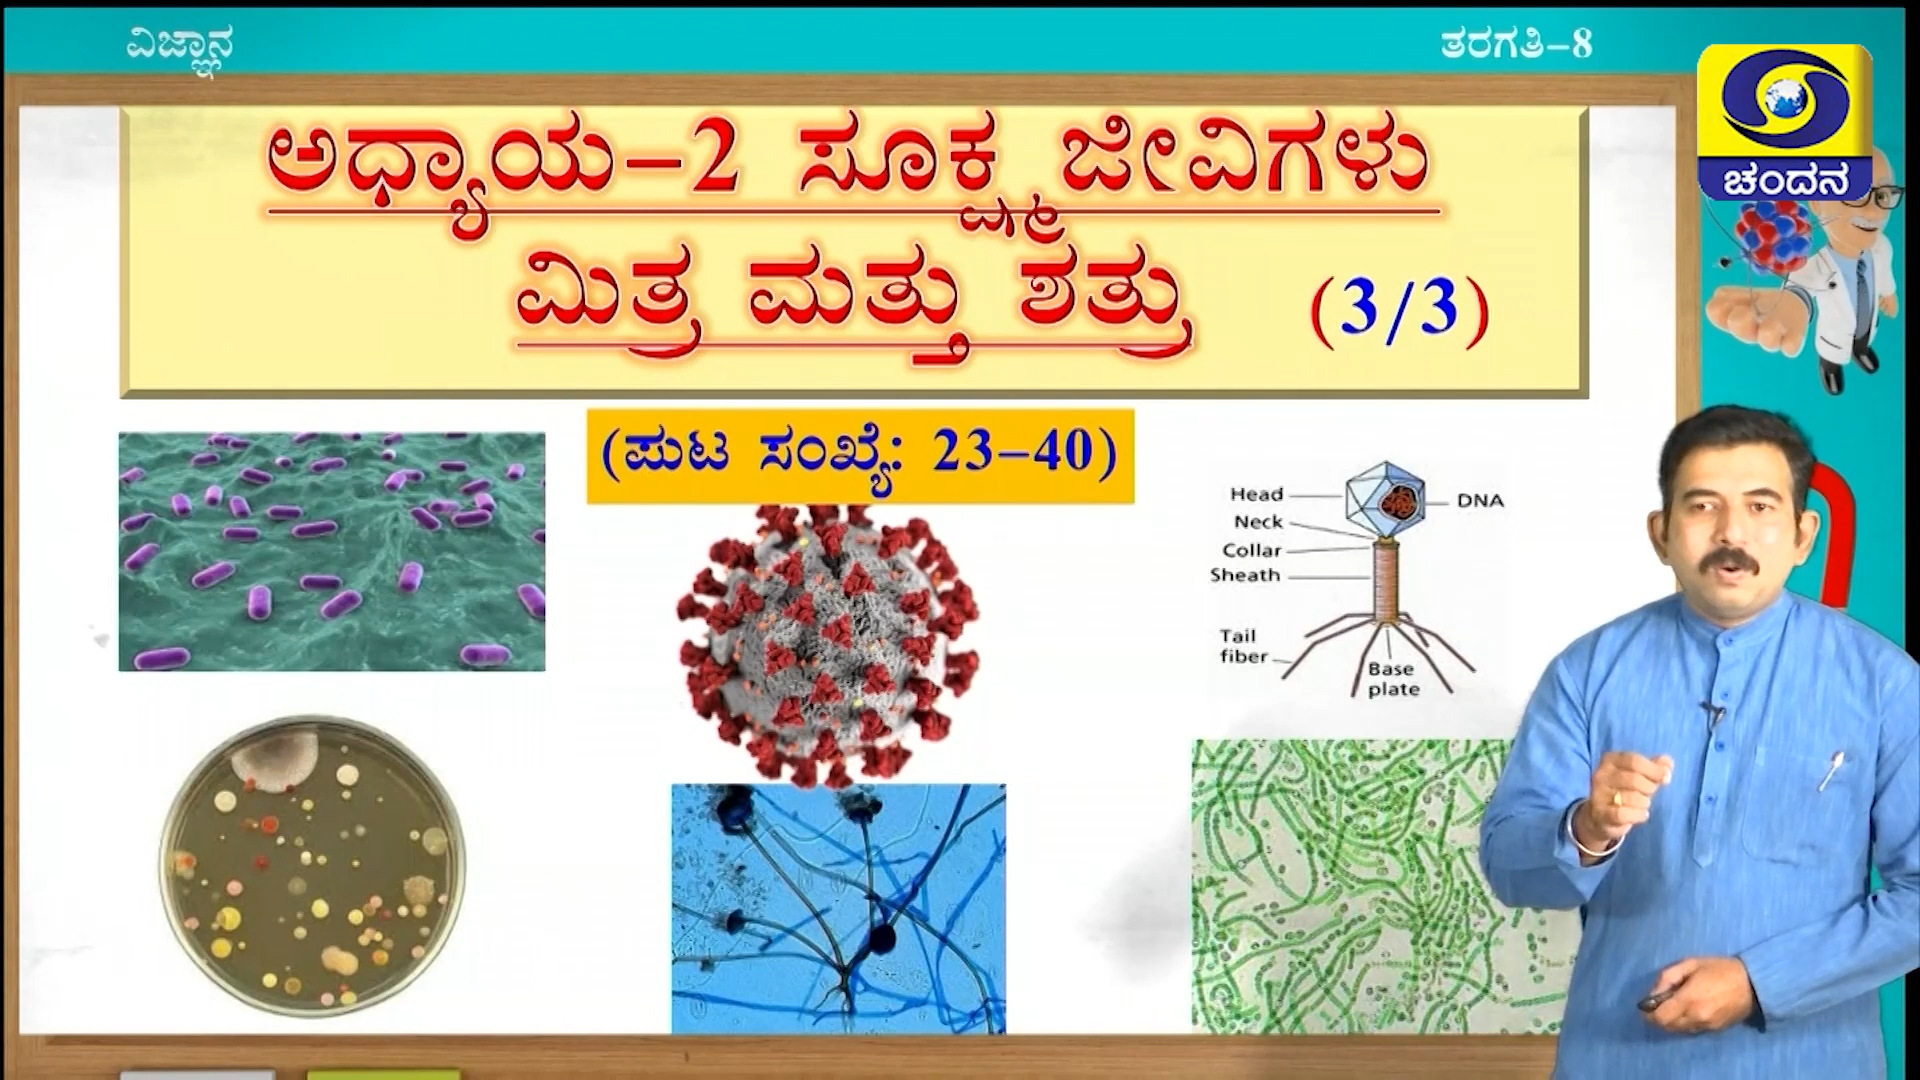 ವಿಜ್ಞಾನ
ತರಗತಿ–8
ಚಂದನ
ಅಧ್ಯಾಯ–2 ಸೂಕ್ಷ್ಮಜೀವಿಗಳು
ಮಿತ್ರ ಮತ್ತು ಶತ್ರು (3/3)
(ಪುಟ ಸಂಖ್ಯೆ: 23–40)
Head
DNA
Neck
Collar
Sheath
Tail
fiber
Base
plate